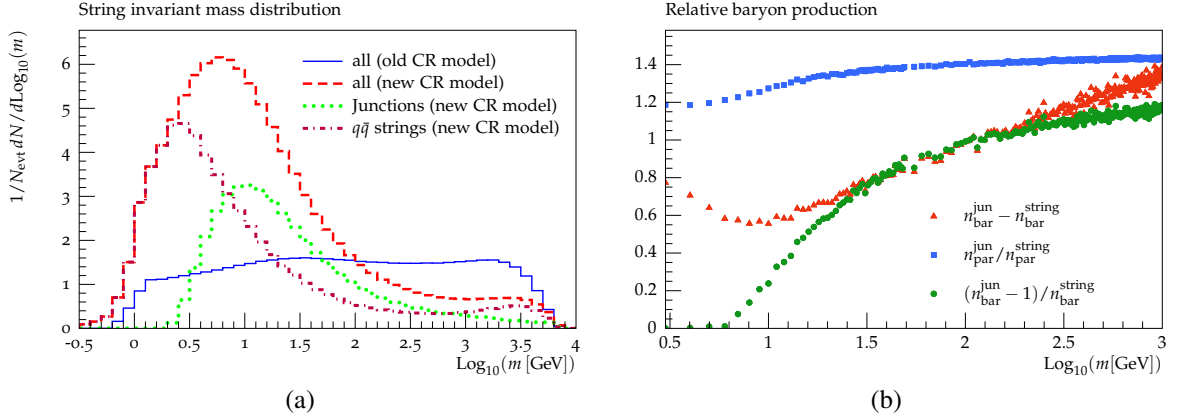 String invariant mass distribution
1/N_evt dN/dLog₁₀(m)
6
5
4
3
2
1
0
all (old CR model)
all (new CR model)
Junctions (new CR model)
qq̄ strings (new CR model)
-0.5 0 0.5 1 1.5 2 2.5 3 3.5 4
Log₁₀(m [GeV])
(a)
Relative baryon production
1.4
1.2
1
0.8
0.6
0.4
0.2
0
n_bar^jun − n_bar^string
n_par^jun/n_par^string
(n_bar^jun − 1)/n_bar^string
0.5 1 1.5 2 2.5 3
Log₁₀(m[GeV])
(b)